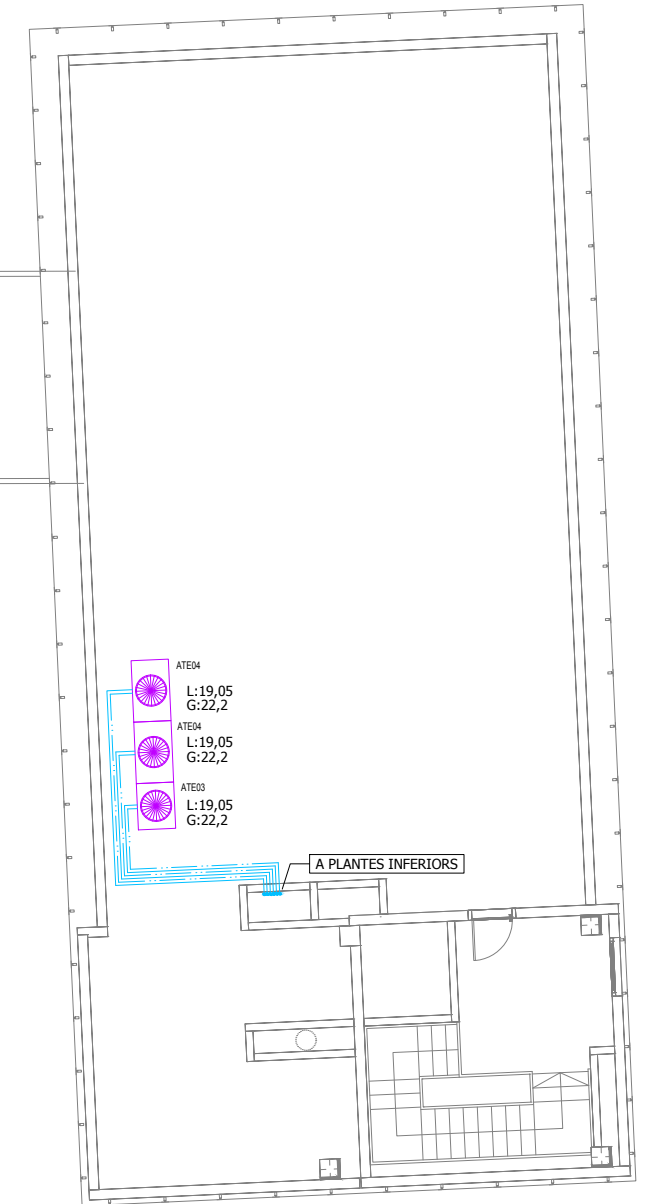 ATE04
L:19,05
G:22,2
ATE04
L:19,05
G:22,2
ATE03
L:19,05
G:22,2
A PLANTES INFERIORS